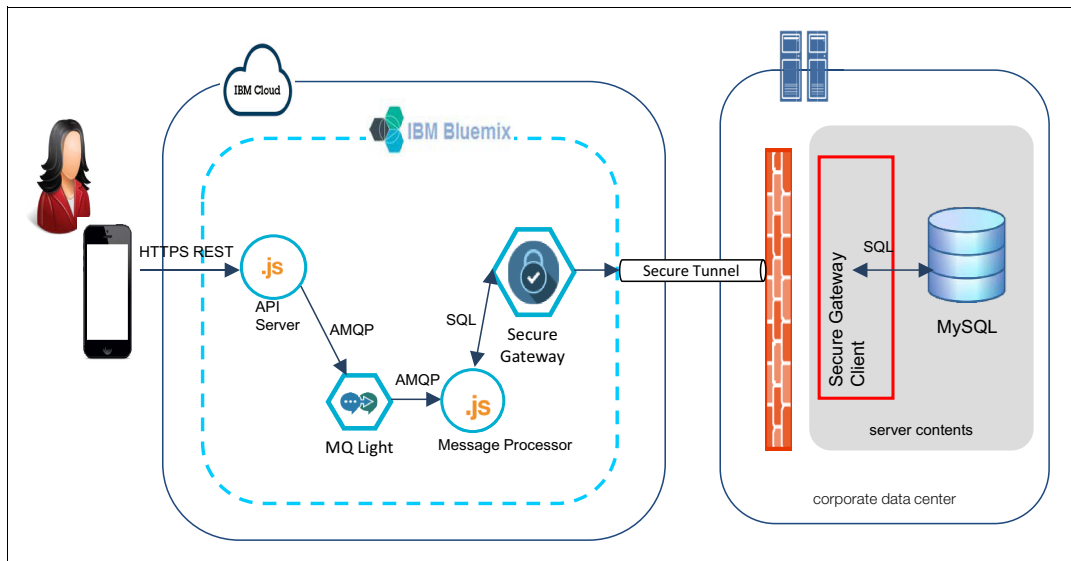 IBM Cloud
IBM Bluemix
HTTPS REST
.js
API
Server
AMQP
MQ Light
AMQP
.js
Message Processor
SQL
Secure
Gateway
Secure Tunnel
Secure Gateway
Client
SQL
MySQL
server contents
corporate data center